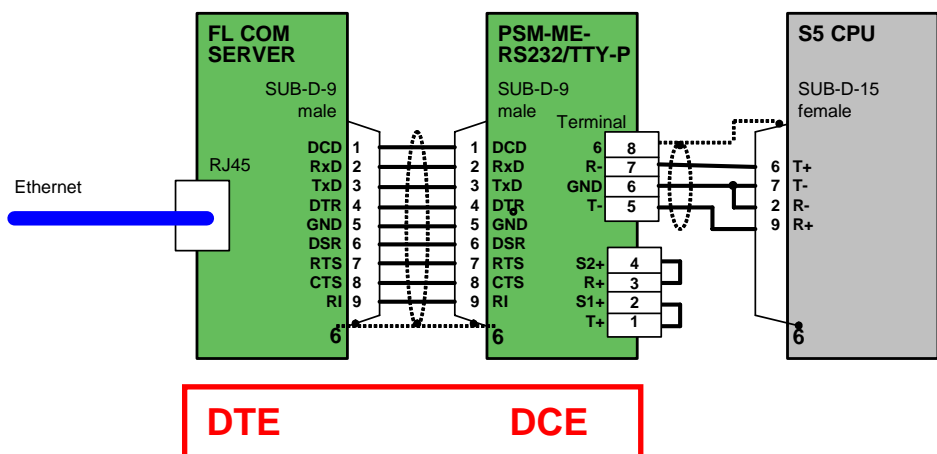 FL COM
SERVER
SUB-D-9
male
RJ45
Ethernet
DCD 1
RxD 2
TxD 3
DTR 4
GND 5
DSR 6
RTS 7
CTS 8
RI 9
6
PSM-ME-
RS232/TTY-P
SUB-D-9
male
Terminal
1 DCD
2 RxD
3 TxD
4 DTR
5 GND
6 DSR
7 RTS
8 CTS
9 RI
6
6 8
R- 7
GND 6
T- 5
S2+ 4
R+ 3
S1+ 2
T+ 1
S5 CPU
SUB-D-15
female
6 T+
7 T-
2 R-
9 R+
6
DTE
DCE